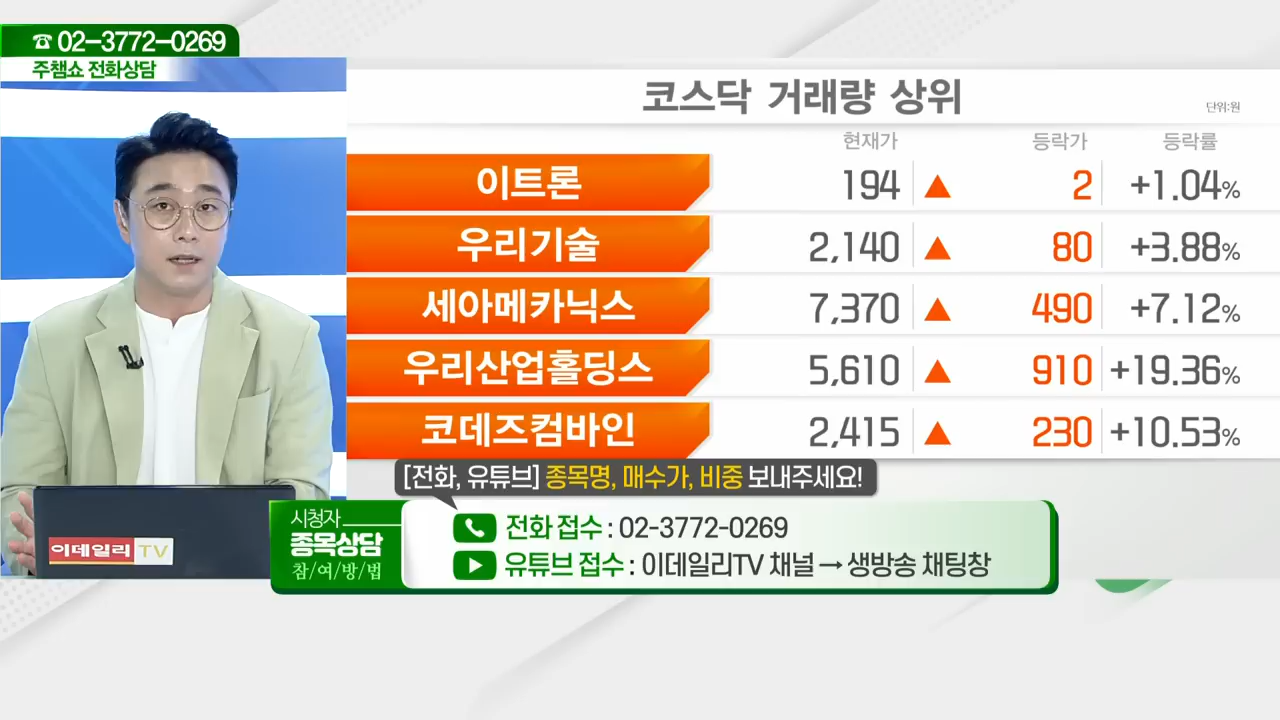 ☎ 02-3772-0269
주챔쇼 전화상담
코스닥 거래량 상위
단위:원
현재가 등락가 등락률
이트론 194 ▲ 2 +1.04%
우리기술 2,140 ▲ 80 +3.88%
세아메카닉스 7,370 ▲ 490 +7.12%
우리산업홀딩스 5,610 ▲ 910 +19.36%
코데즈컴바인 2,415 ▲ 230 +10.53%
[전화, 유튜브] 종목명, 매수가, 비중 보내주세요!
시청자
종목상담
참/여/방/법
전화 접수 : 02-3772-0269
유튜브 접수 : 이데일리TV 채널 → 생방송 채팅창
이데일리 TV